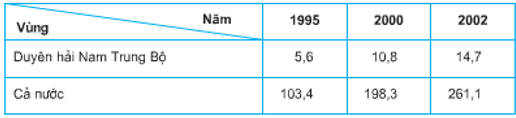 Năm
Vùng
1995 2000 2002
Duyên hải Nam Trung Bộ 5,6 10,8 14,7
Cả nước 103,4 198,3 261,1